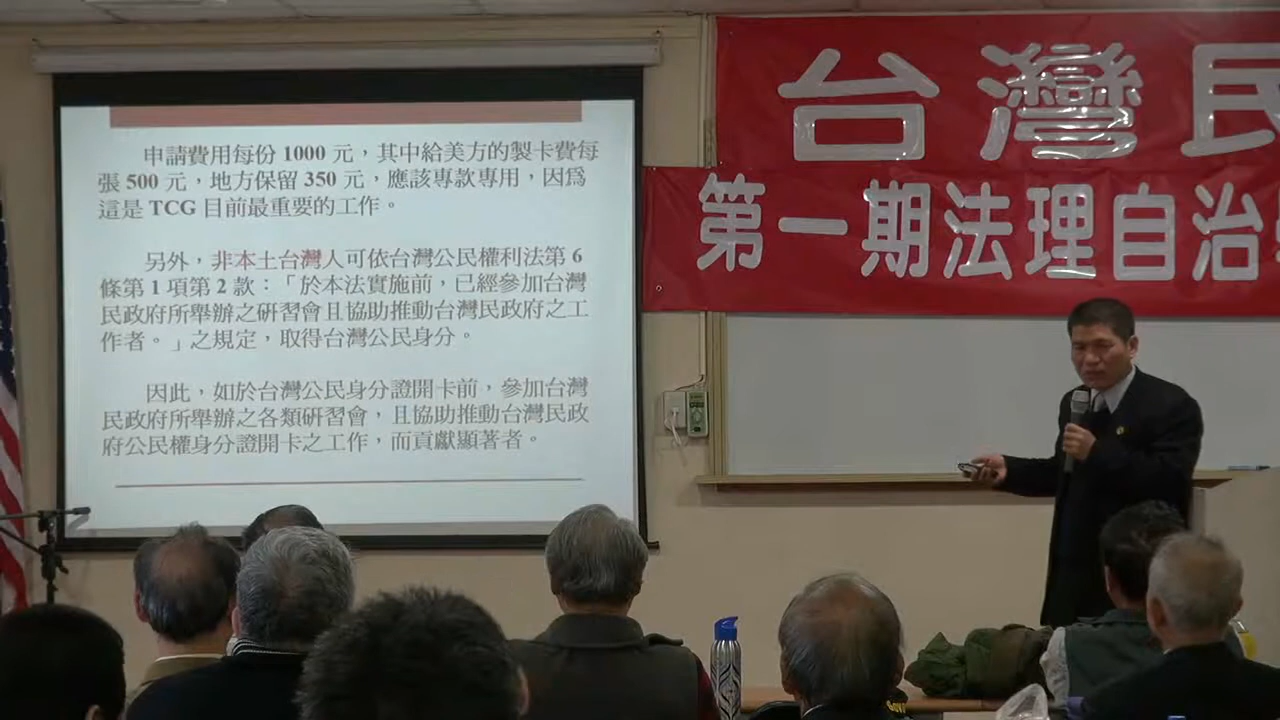 申請費用每份 1000 元，其中給美方的製卡費每
張 500 元，地方保留 350 元，應該專款專用，因爲
這是 TCG 目前最重要的工作。
另外，非本土台灣人可依台灣公民權利法第 6
條第 1 項第 2 款：「於本法實施前，已經參加台灣
民政府所舉辦之研習會且協助推動台灣民政府之工
作者。」之規定，取得台灣公民身分。
因此，如於台灣公民身分證開卡前，參加台灣
民政府所舉辦之各類研習會，且協助推動台灣民政
府公民權身分證開卡之工作，而貢獻顯著者。
台灣民
第一期法理自治